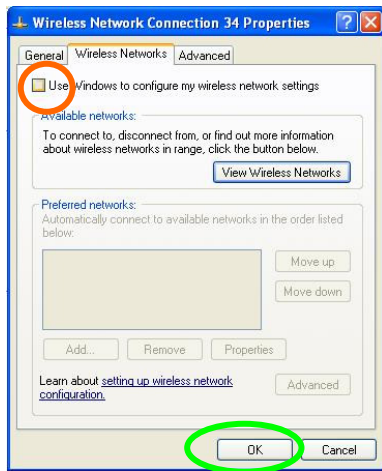 Wireless Network Connection 34 Properties
General Wireless Networks Advanced
Use Windows to configure my wireless network settings
Available networks:
To connect to, disconnect from, or find out more information
about wireless networks in range, click the button below.
View Wireless Networks
Preferred networks:
Automatically connect to available networks in the order listed
below:
Move up
Move down
Add... Remove Properties
Learn about setting up wireless network
configuration.
Advanced
OK Cancel